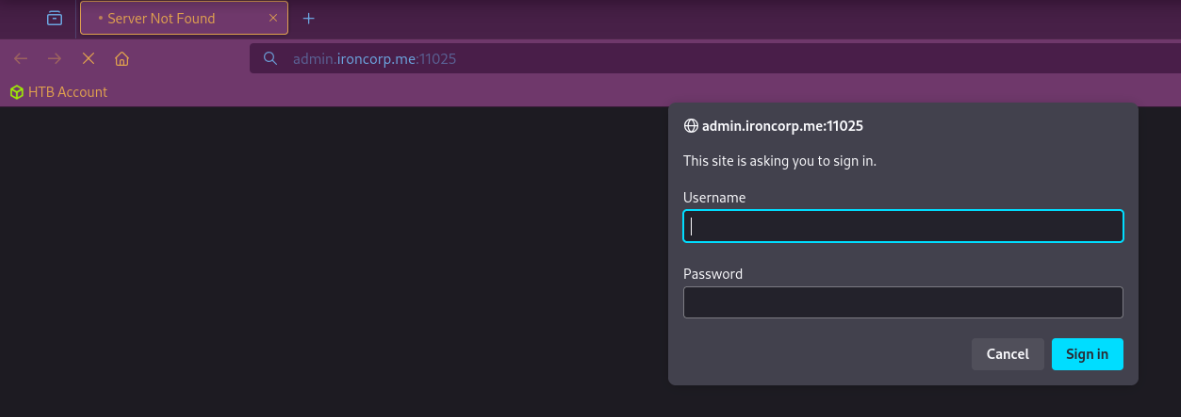 • Server Not Found
admin.ironcorp.me:11025
HTB Account
admin.ironcorp.me:11025
This site is asking you to sign in.
Username
Password
Cancel Sign in